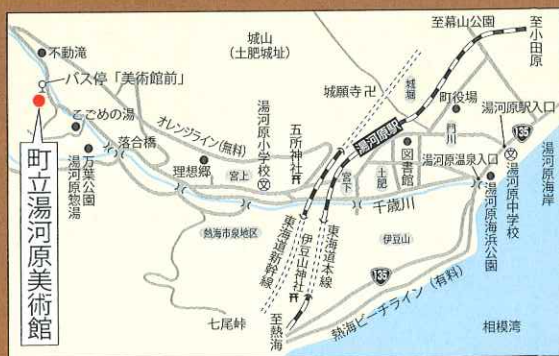 至幕山公園
至小田原
城山
(土肥城址)
不動滝
バス停「美術館前」
城願寺卍
城堀
町役場
湯河原駅入口
135
こごめの湯
オレンジライン(無料)
湯河原小学校
五所神社
湯河原駅
門川
図書館
湯河原温泉入口
湯河原中学校
湯河原海岸
万葉公園
湯河原惣湯
落合橋
理想郷
宮上
宮下
土肥
千歳川
湯河原海浜公園
町立湯河原美術館
熱海市泉地区
東海道新幹線
伊豆山神社
東海道本線
伊豆山
135
熱海ビーチライン(有料)
七尾峠
至熱海
相模湾